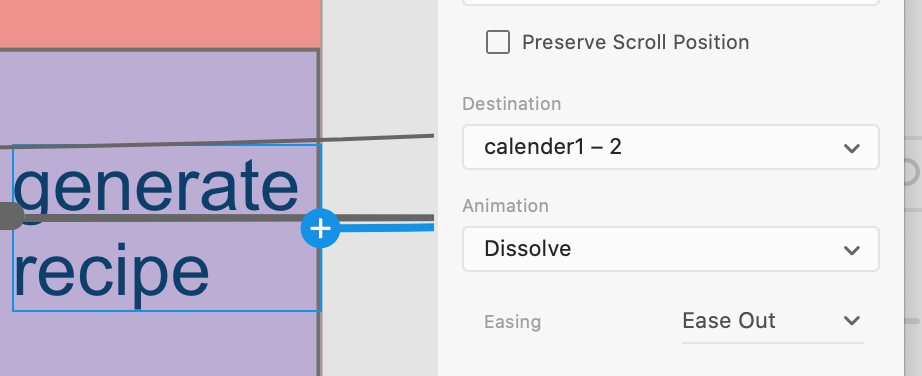 generate
recipe
Preserve Scroll Position
Destination
calender1 – 2
Animation
Dissolve
Easing
Ease Out